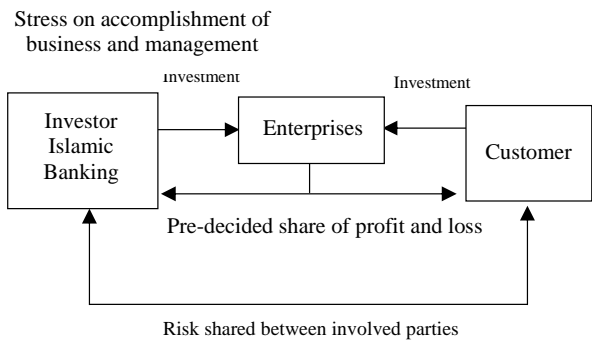 Stress on accomplishment of
business and management
Investment
Investment
Investor
Islamic
Banking
Enterprises
Customer
Pre-decided share of profit and loss
Risk shared between involved parties